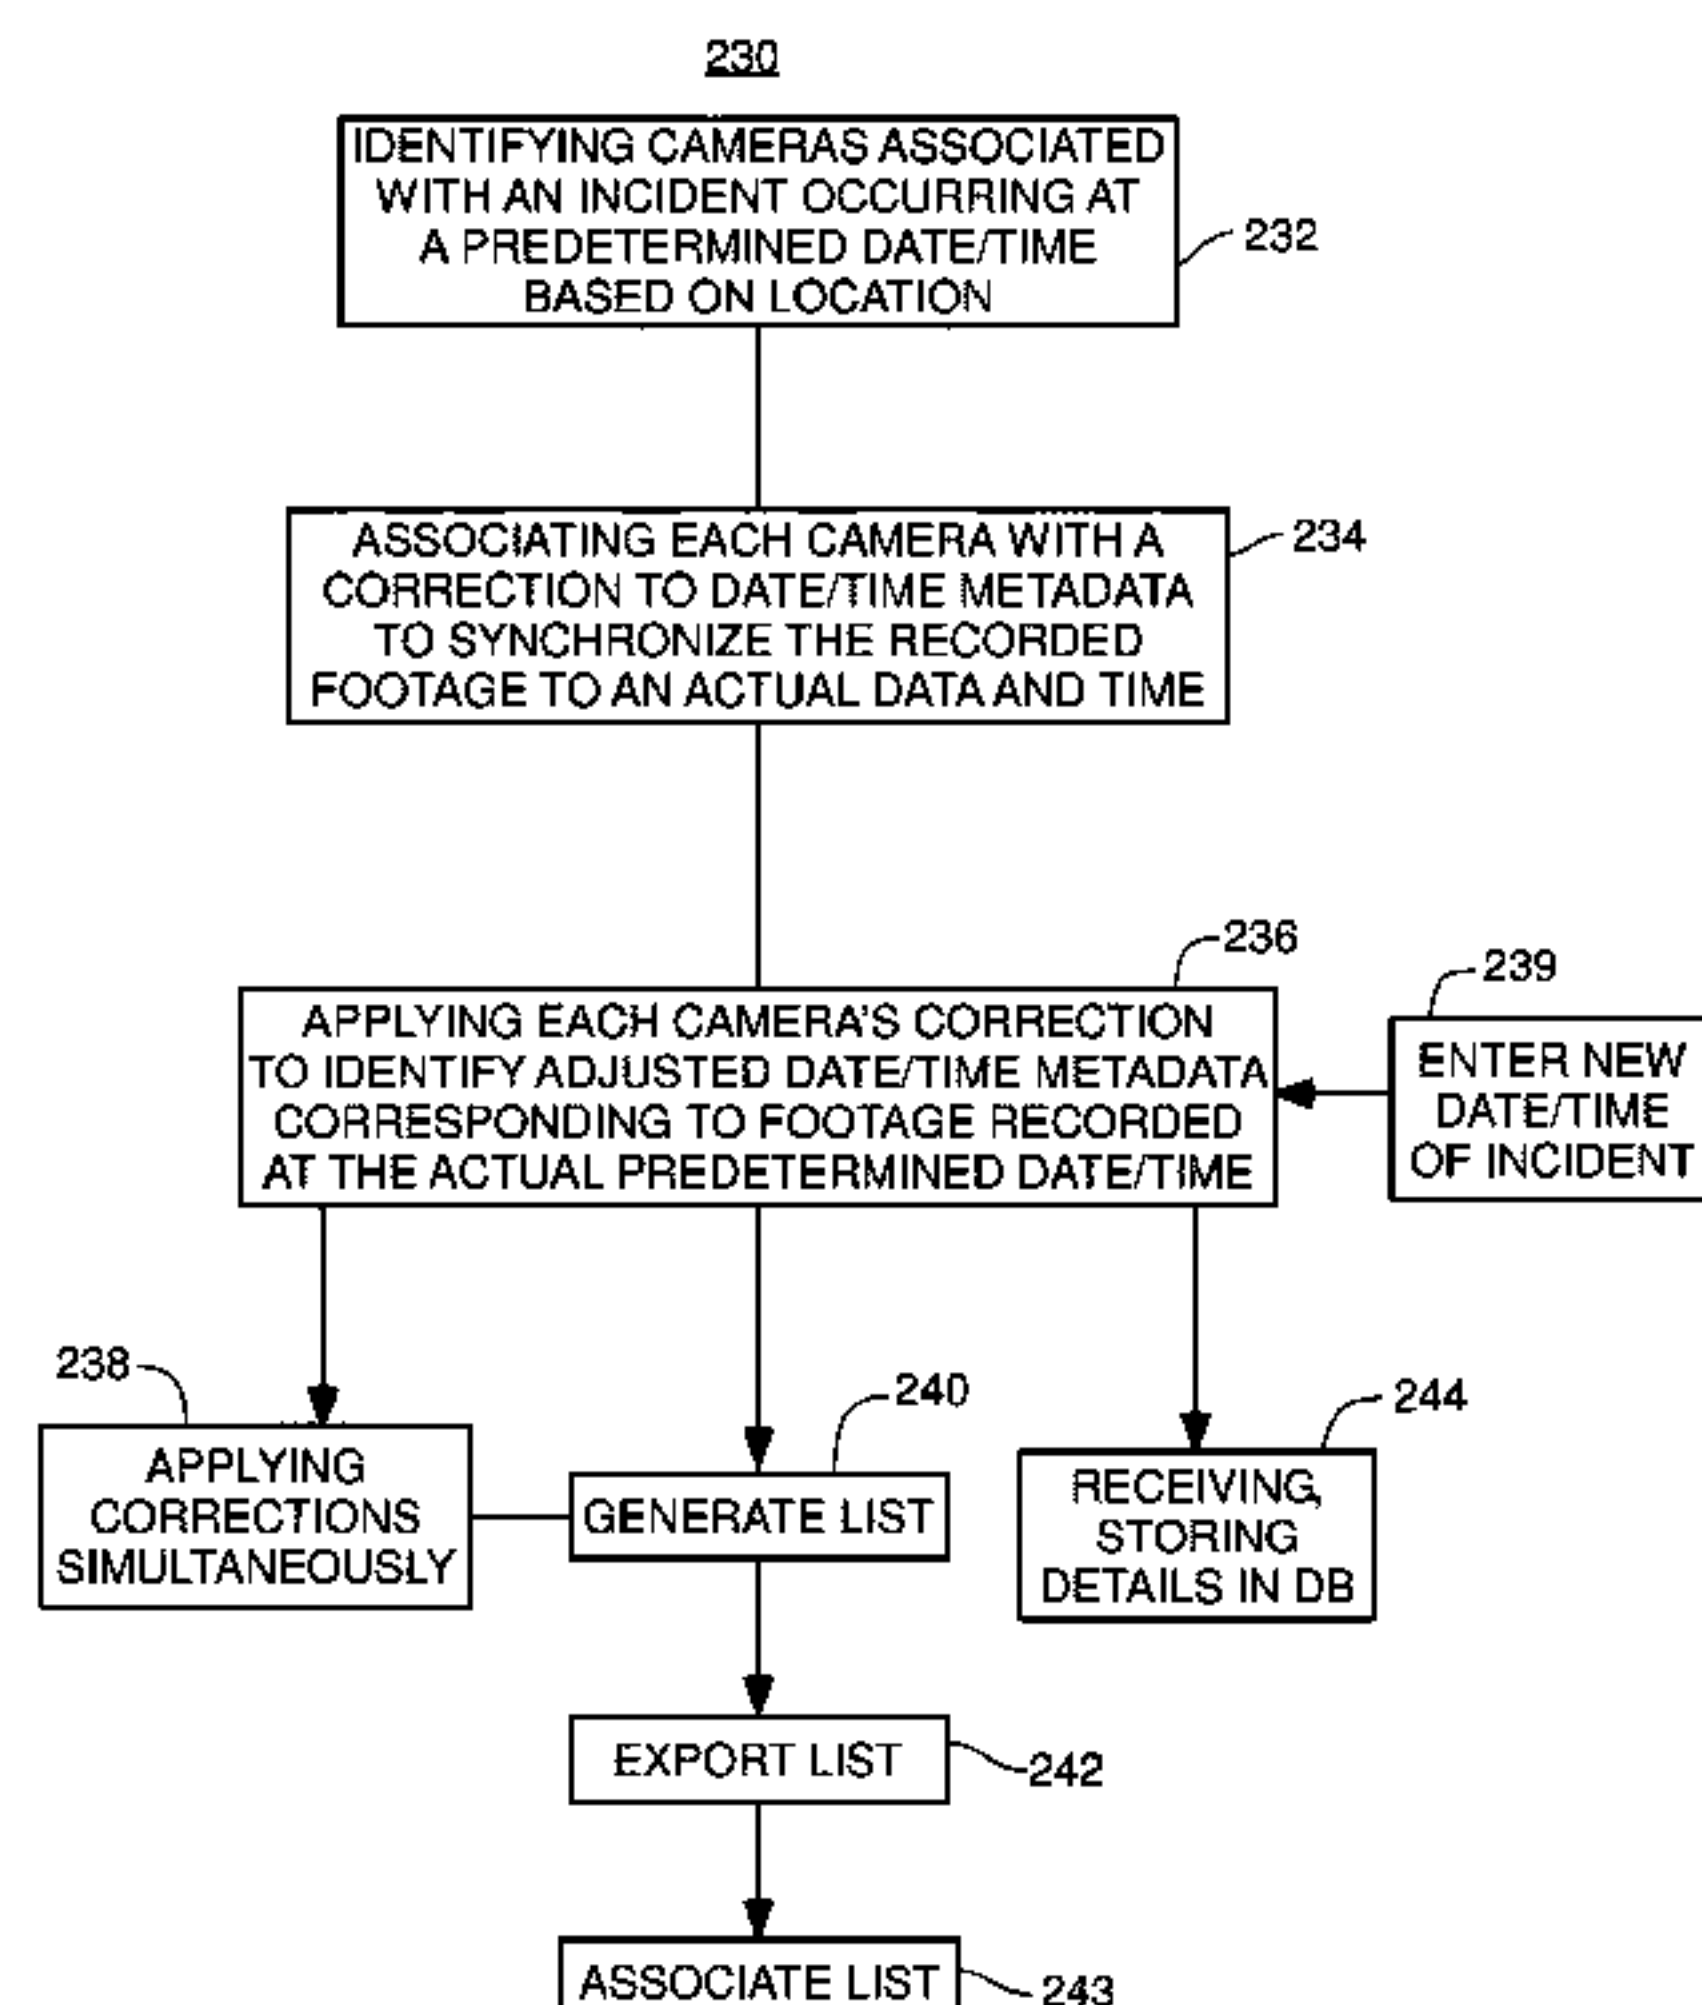 230
IDENTIFYING CAMERAS ASSOCIATED
WITH AN INCIDENT OCCURRING AT
A PREDETERMINED DATE/TIME
BASED ON LOCATION
232
ASSOCIATING EACH CAMERA WITH A
CORRECTION TO DATE/TIME METADATA
TO SYNCHRONIZE THE RECORDED
FOOTAGE TO AN ACTUAL DATA AND TIME
234
236
APPLYING EACH CAMERA'S CORRECTION
TO IDENTIFY ADJUSTED DATE/TIME METADATA
CORRESPONDING TO FOOTAGE RECORDED
AT THE ACTUAL PREDETERMINED DATE/TIME
239
ENTER NEW
DATE/TIME
OF INCIDENT
238
APPLYING
CORRECTIONS
SIMULTANEOUSLY
240
GENERATE LIST
244
RECEIVING,
STORING
DETAILS IN DB
EXPORT LIST
242
ASSOCIATE LIST
243